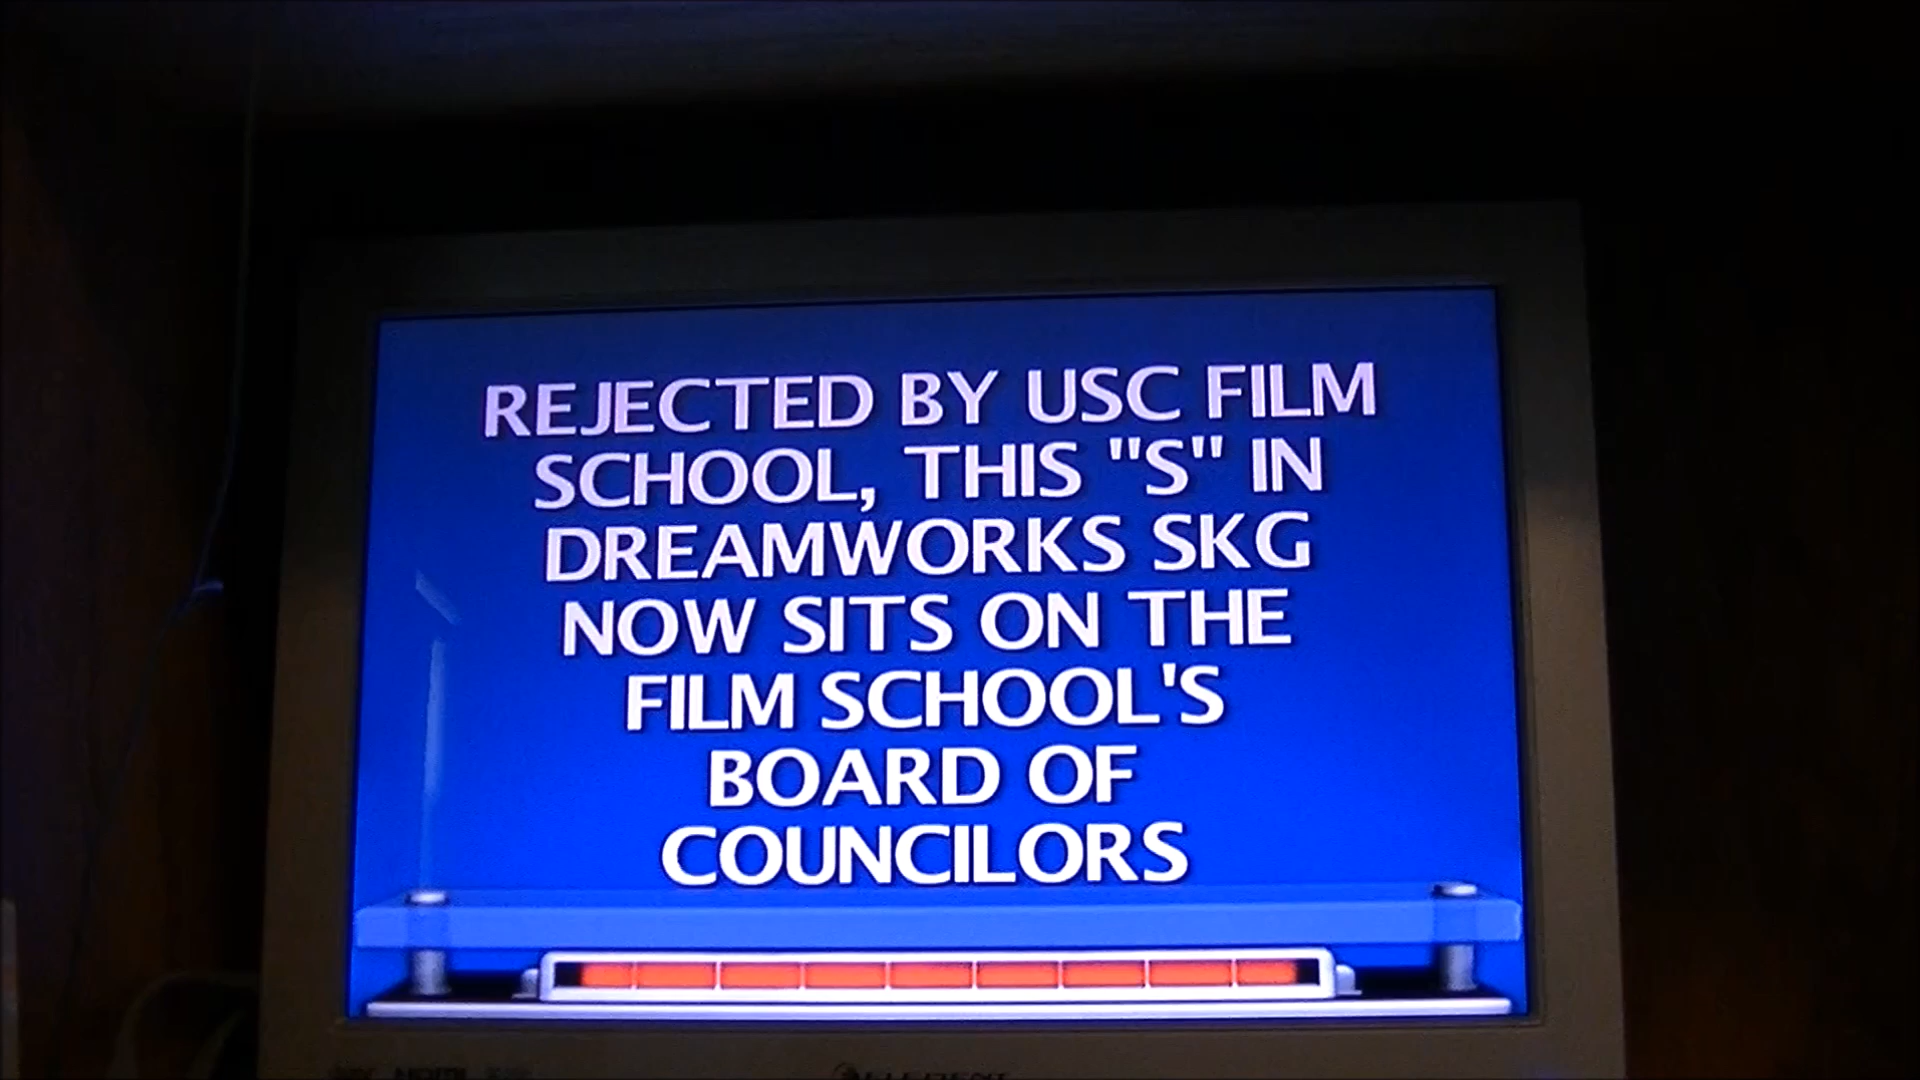 REJECTED BY USC FILM
SCHOOL, THIS "S" IN
DREAMWORKS SKG
NOW SITS ON THE
FILM SCHOOL'S
BOARD OF
COUNCILORS